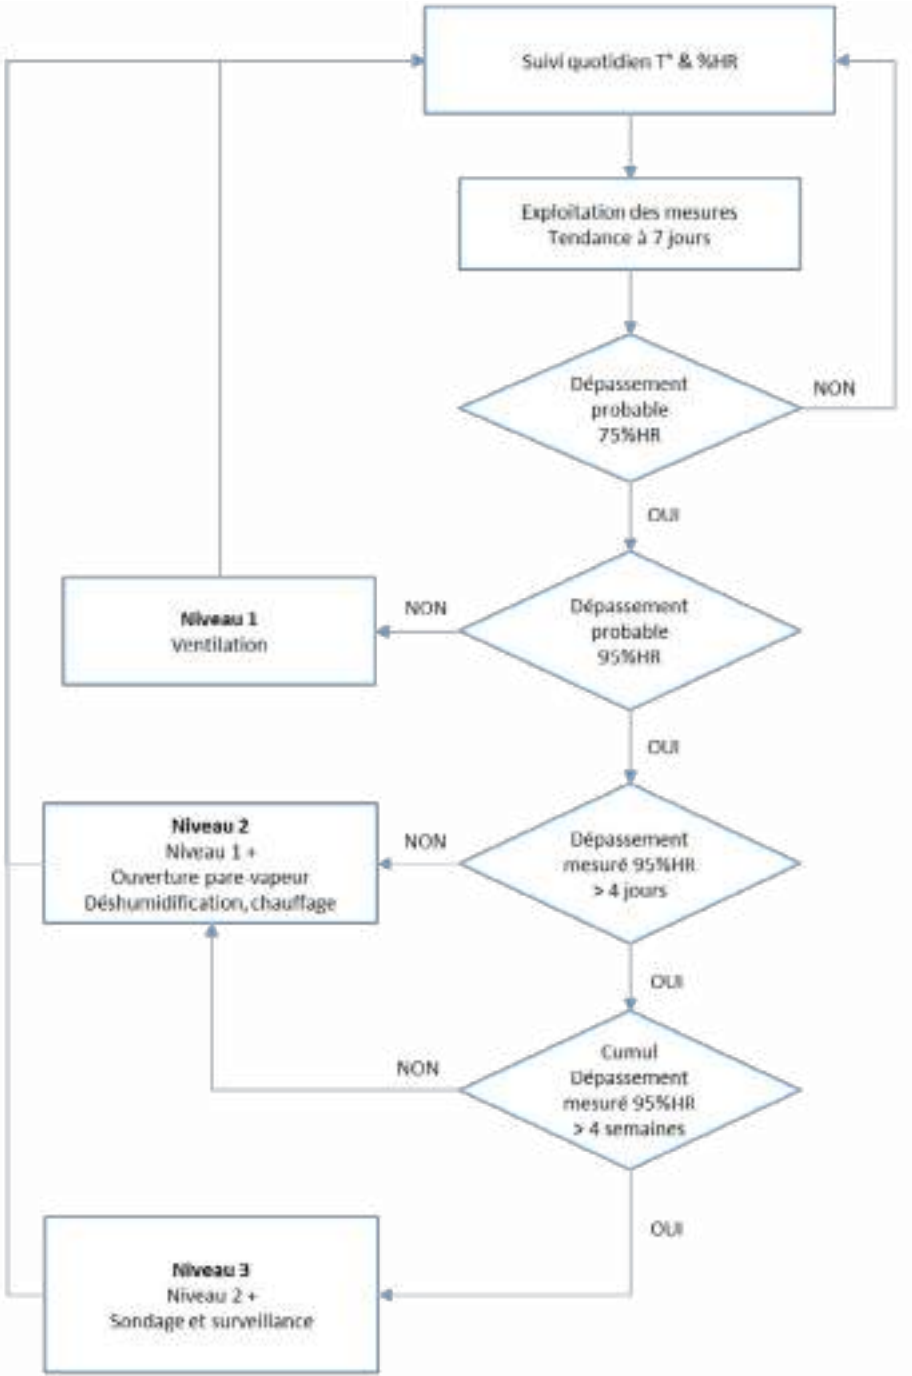 Suivi quotidien T° & %HR
Exploitation des mesures
Tendance à 7 jours
Dépassement
probable
75%HR
NON
OUI
Dépassement
probable
95%HR
NON
Niveau 1
Ventilation
OUI
Dépassement
mesuré 95%HR
> 4 jours
NON
Niveau 2
Niveau 1 +
Ouverture pare-vapeur
Déshumidification, chauffage
OUI
Cumul
Dépassement
mesuré 95%HR
> 4 semaines
NON
OUI
Niveau 3
Niveau 2 +
Sondage et surveillance